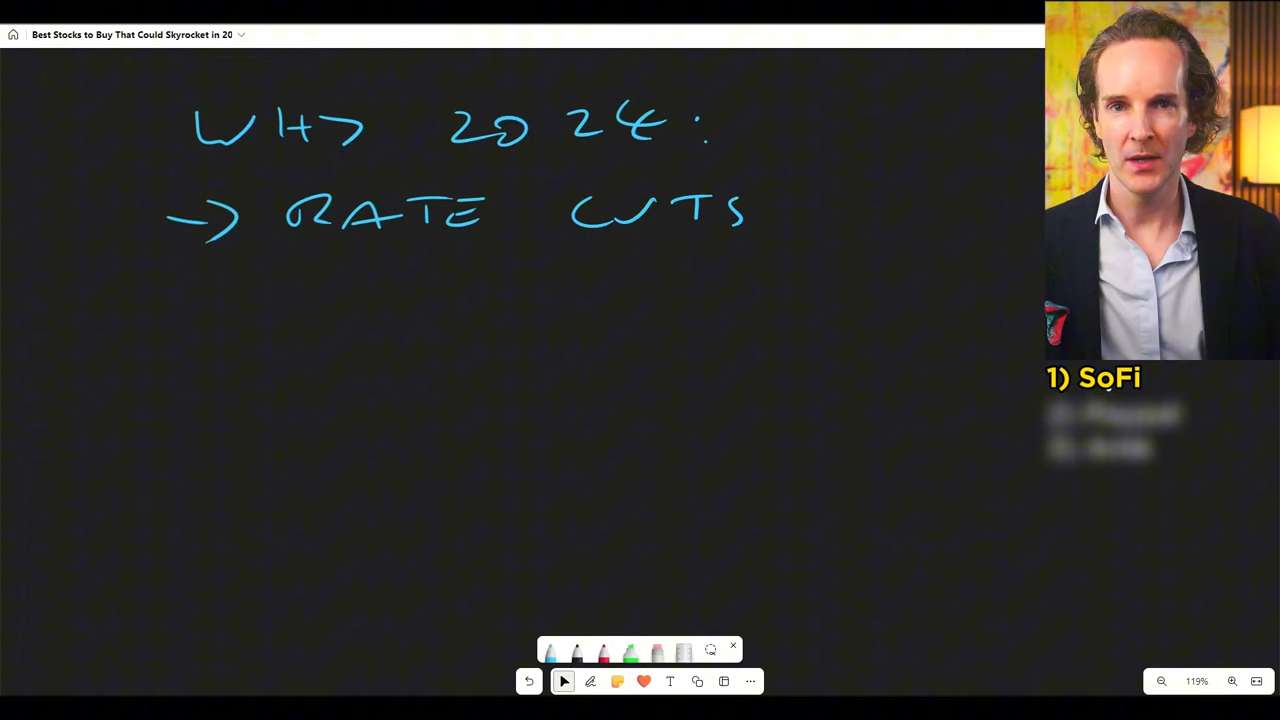 Best Stocks to Buy That Could Skyrocket in 20
WHY 2024:
→ RATE CUTS
1) SoFi
T
119%